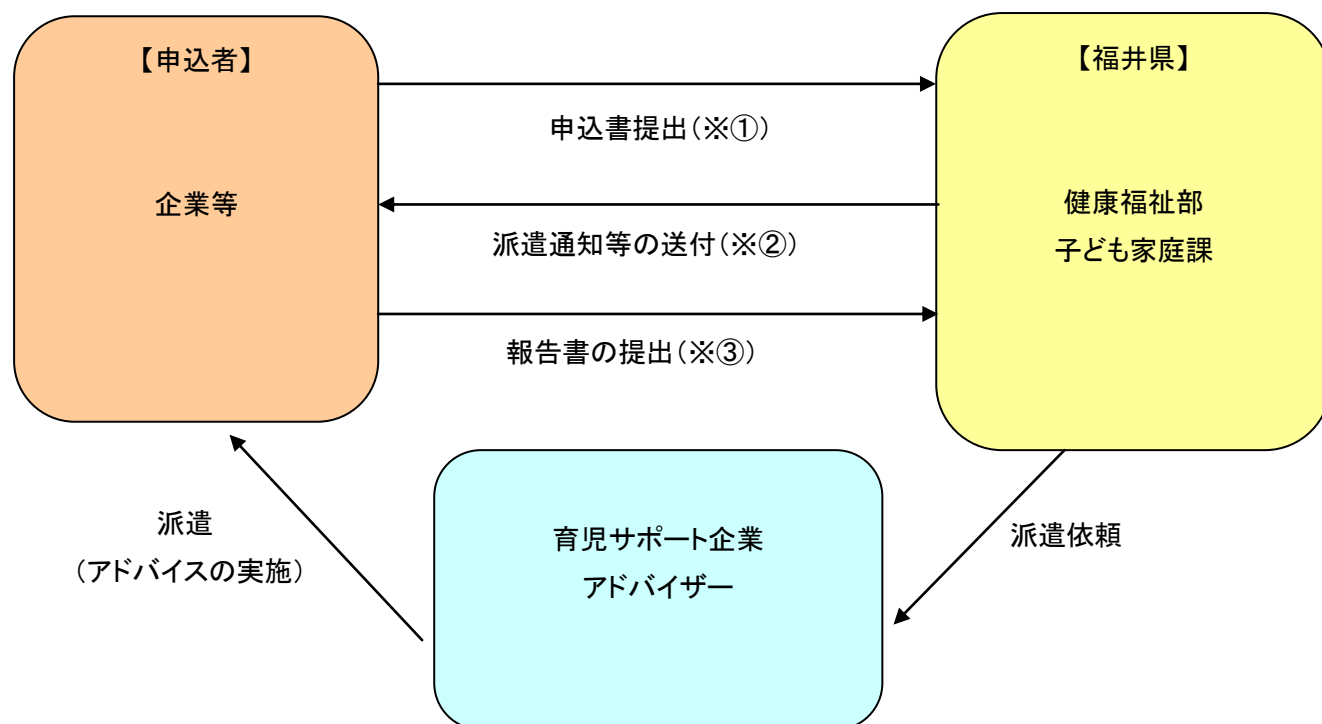 【申込者】
企業等
申込書提出(※①)
派遣通知等の送付(※②)
報告書の提出(※③)
【福井県】
健康福祉部
子ども家庭課
派遣
(アドバイスの実施)
育児サポート企業
アドバイザー
派遣依頼